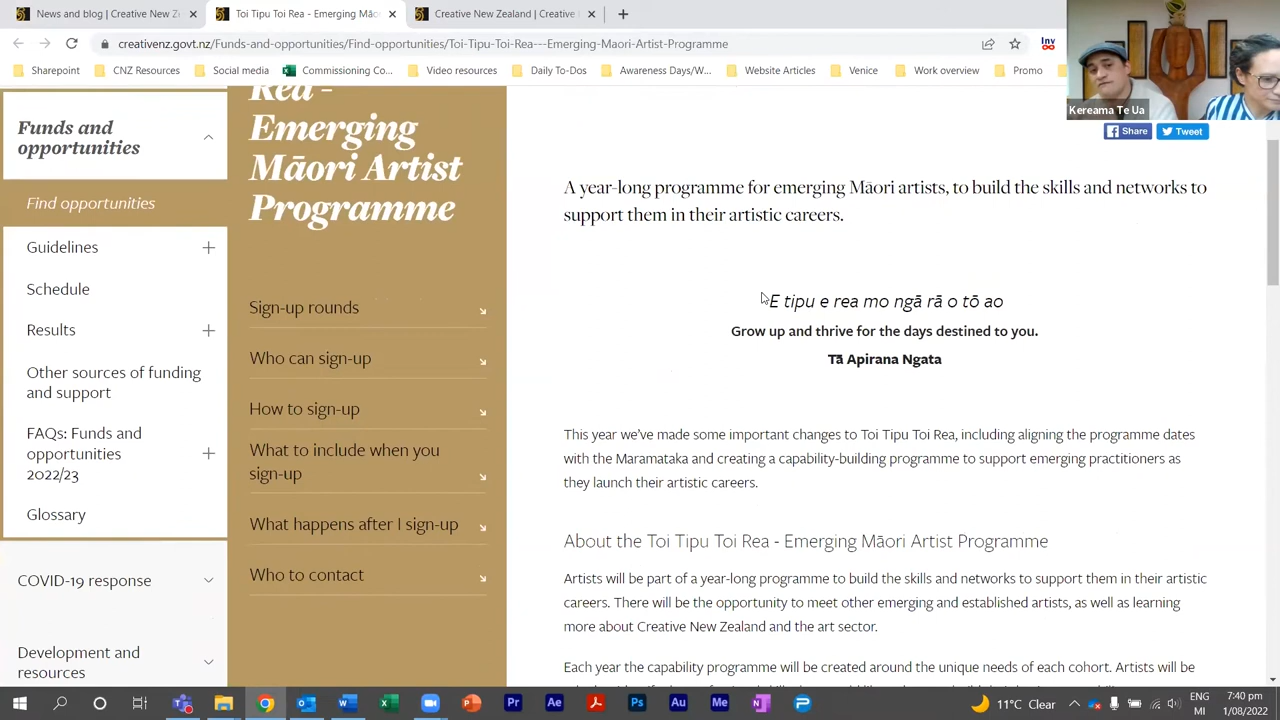 News and blog | Creative New Z
Toi Tipu Toi Rea - Emerging Māo
Creative New Zealand | Creative
creativenz.govt.nz/Funds-and-opportunities/Find-opportunities/Toi-Tipu-Toi-Rea---Emerging-Maori-Artist-Programme
Inv
Sharepoint
CNZ Resources
Social media
Commissioning Co...
Video resources
Daily To-Dos
Awareness Days/W...
Website Articles
Venice
Work overview
Promo
Kereama Te Ua
Share
Tweet
Funds and
opportunities
Find opportunities
Guidelines
Schedule
Results
Other sources of funding
and support
FAQs: Funds and
opportunities
2022/23
Glossary
COVID-19 response
Development and
resources
Rea -
Emerging
Māori Artist
Programme
Sign-up rounds
Who can sign-up
How to sign-up
What to include when you
sign-up
What happens after I sign-up
Who to contact
A year-long programme for emerging Māori artists, to build the skills and networks to
support them in their artistic careers.
E tipu e rea mo ngā rā o tō ao
Grow up and thrive for the days destined to you.
Tā Apirana Ngata
This year we've made some important changes to Toi Tipu Toi Rea, including aligning the programme dates
with the Maramataka and creating a capability-building programme to support emerging practitioners as
they launch their artistic careers.
About the Toi Tipu Toi Rea - Emerging Māori Artist Programme
Artists will be part of a year-long programme to build the skills and networks to support them in their artistic
careers. There will be the opportunity to meet other emerging and established artists, as well as learning
more about Creative New Zealand and the art sector.
Each year the capability programme will be created around the unique needs of each cohort. Artists will be
Pr
Ae
Ps
Au
Me
11°C Clear
ENG
MI
7:40 pm
1/08/2022